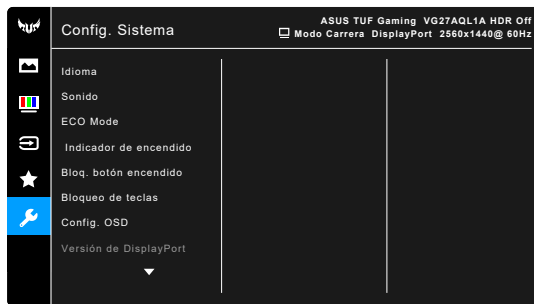 Config. Sistema
ASUS TUF Gaming VG27AQL1A HDR Off
Modo Carrera DisplayPort 2560x1440@ 60Hz
Idioma
Sonido
ECO Mode
Indicador de encendido
Bloq. botón encendido
Bloqueo de teclas
Config. OSD
Versión de DisplayPort